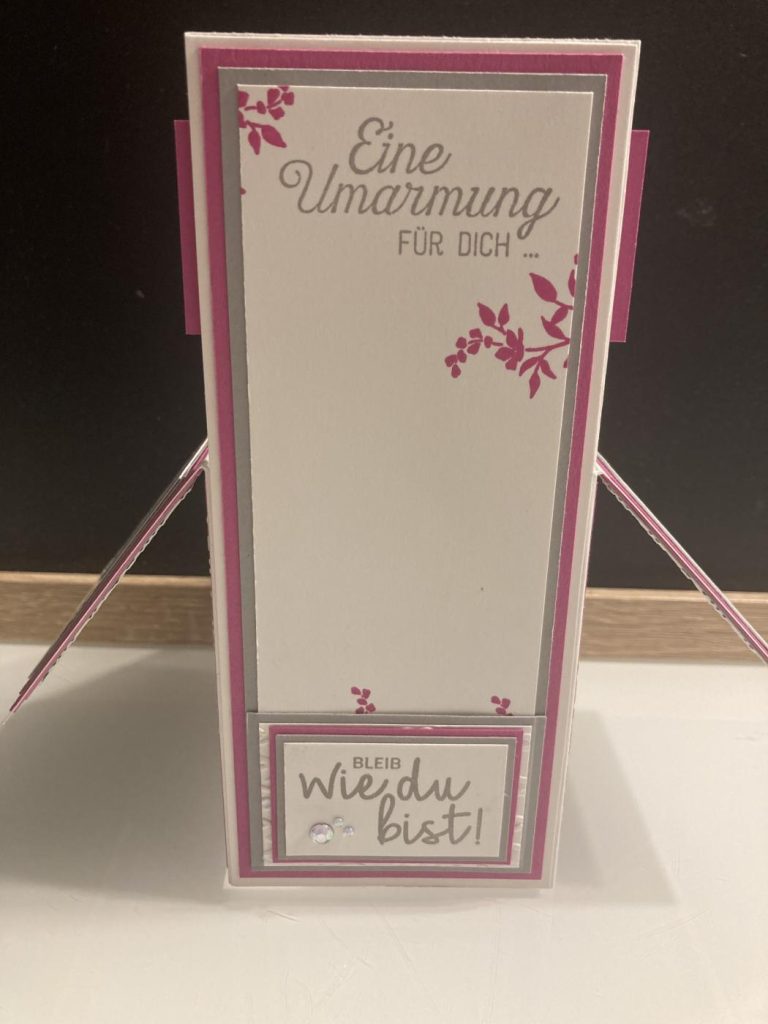 Eine
Umarmung
FÜR DICH ...
BLEIB
wie du
bist!